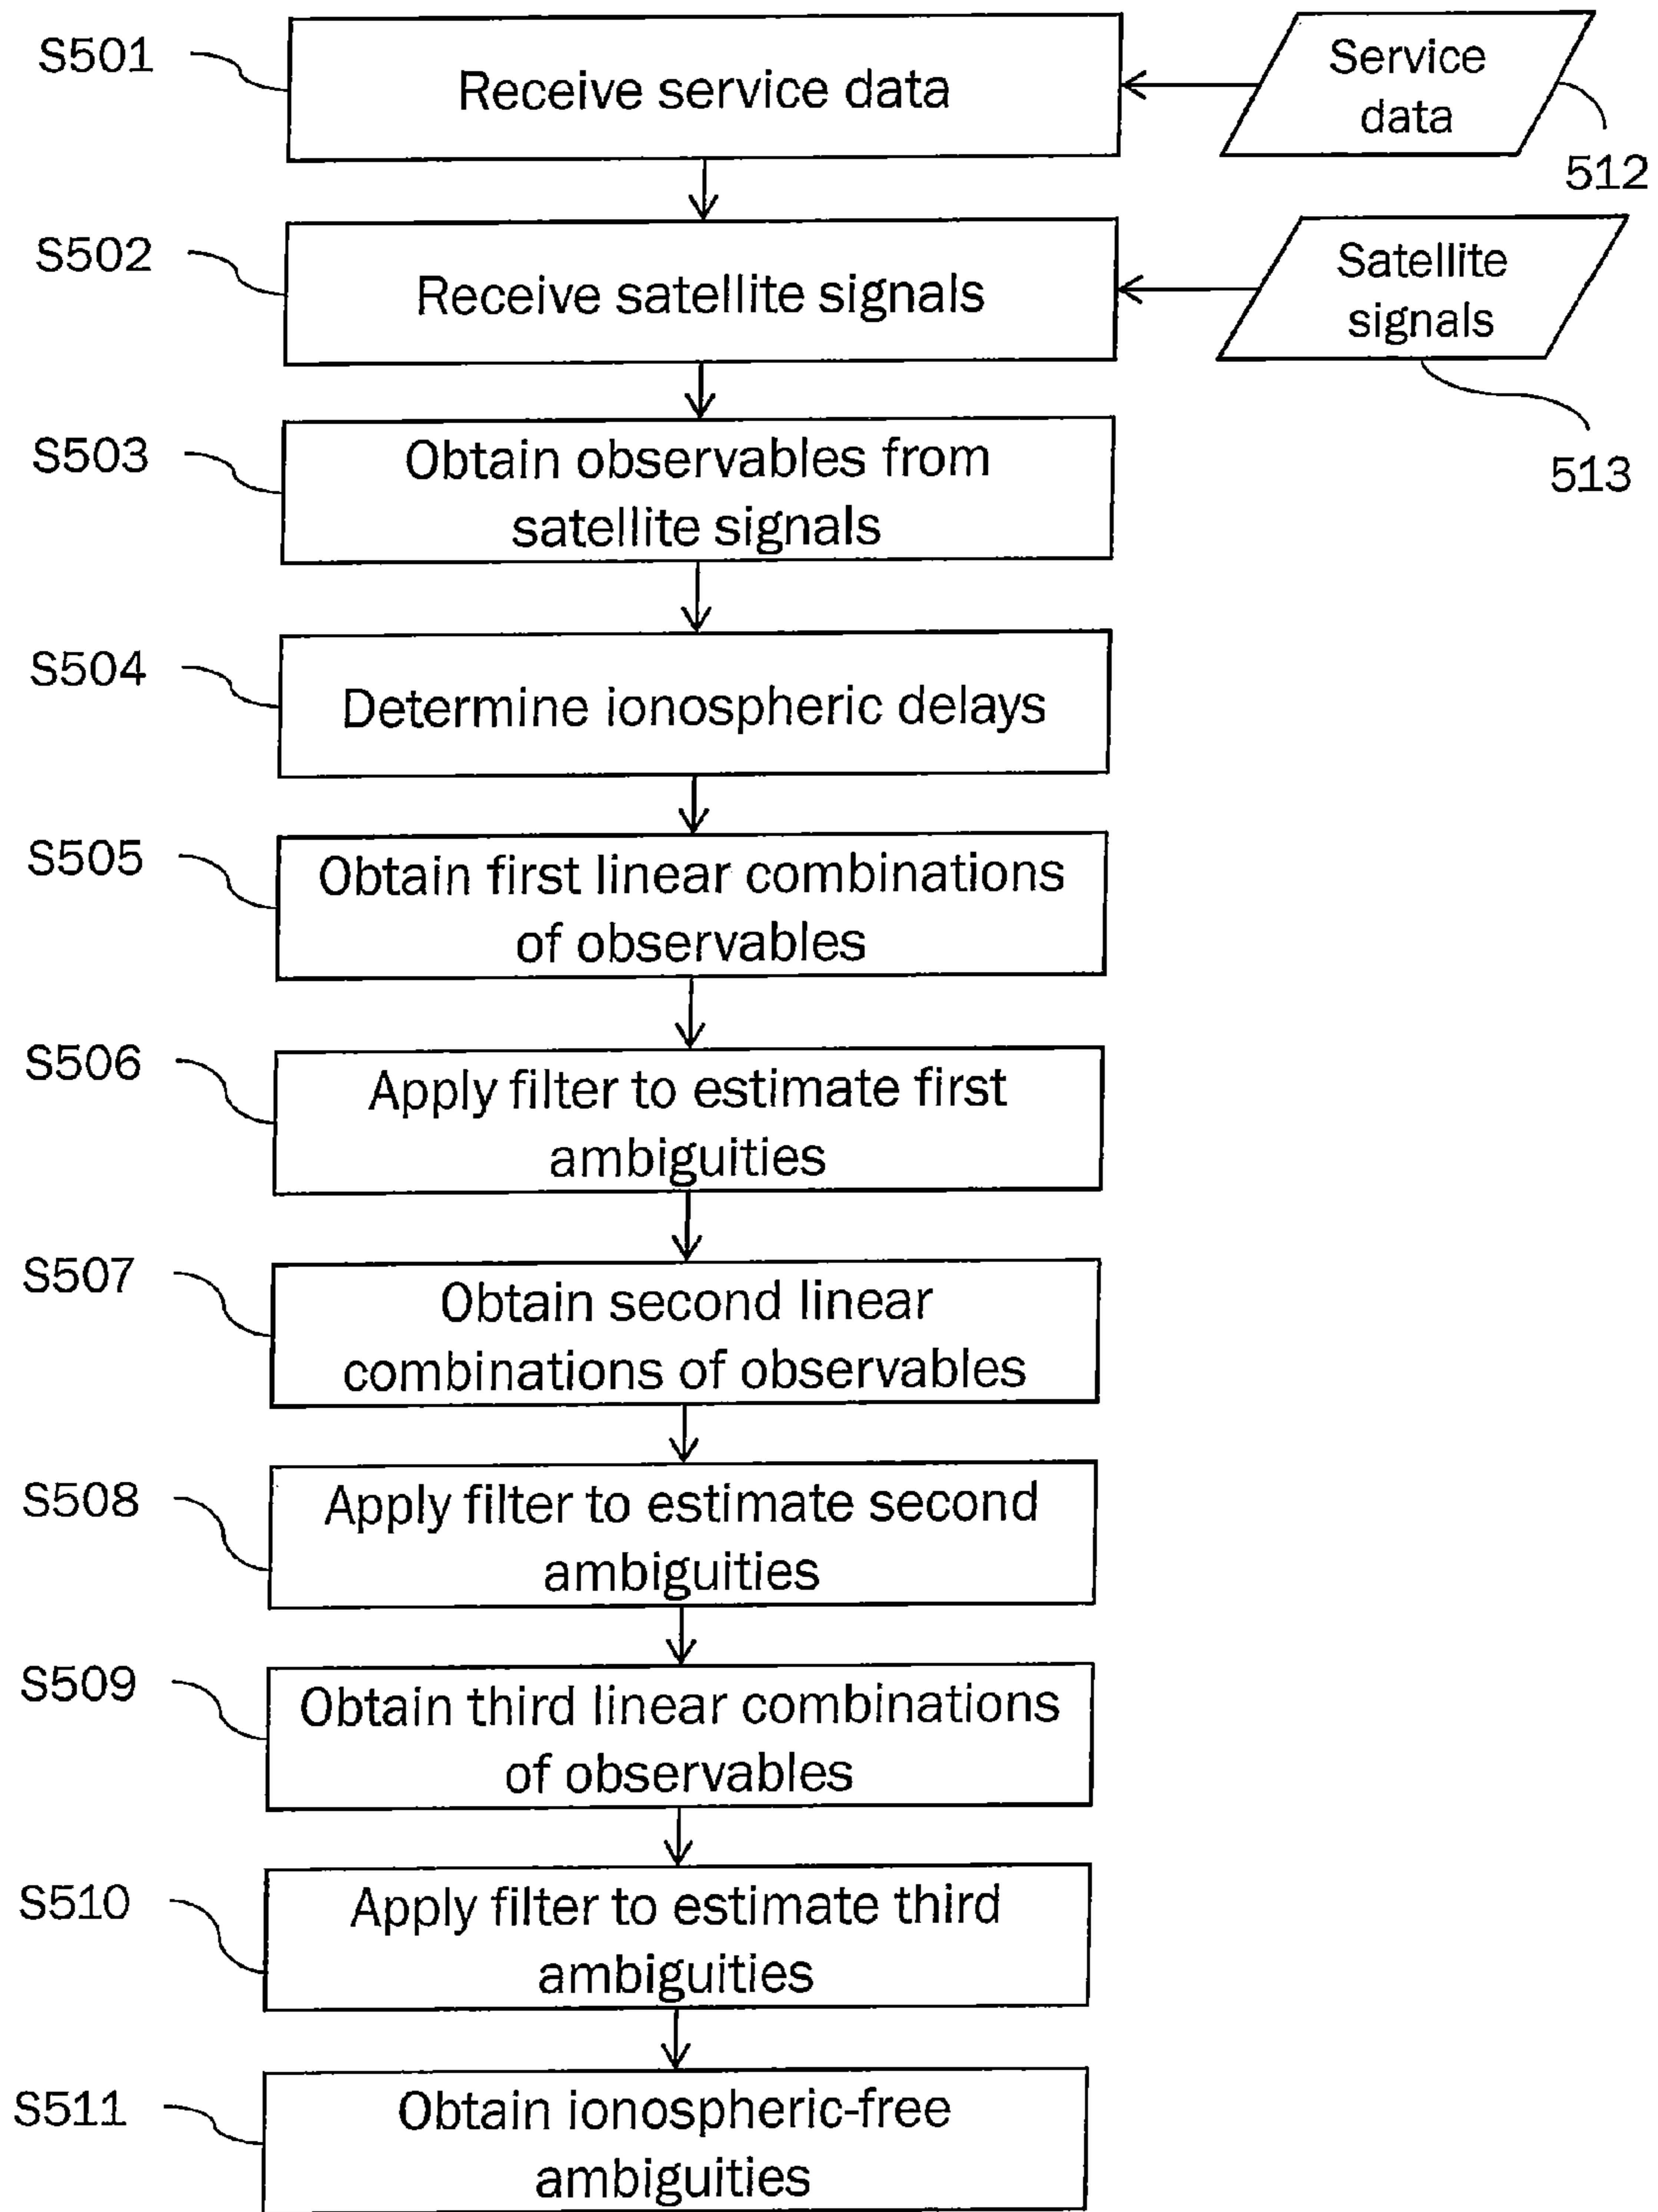 S501
Receive service data
Service
data
512
S502
Receive satellite signals
Satellite
signals
513
S503
Obtain observables from
satellite signals
S504
Determine ionospheric delays
S505
Obtain first linear combinations
of observables
S506
Apply filter to estimate first
ambiguities
S507
Obtain second linear
combinations of observables
S508
Apply filter to estimate second
ambiguities
S509
Obtain third linear combinations
of observables
S510
Apply filter to estimate third
ambiguities
S511
Obtain ionospheric-free
ambiguities